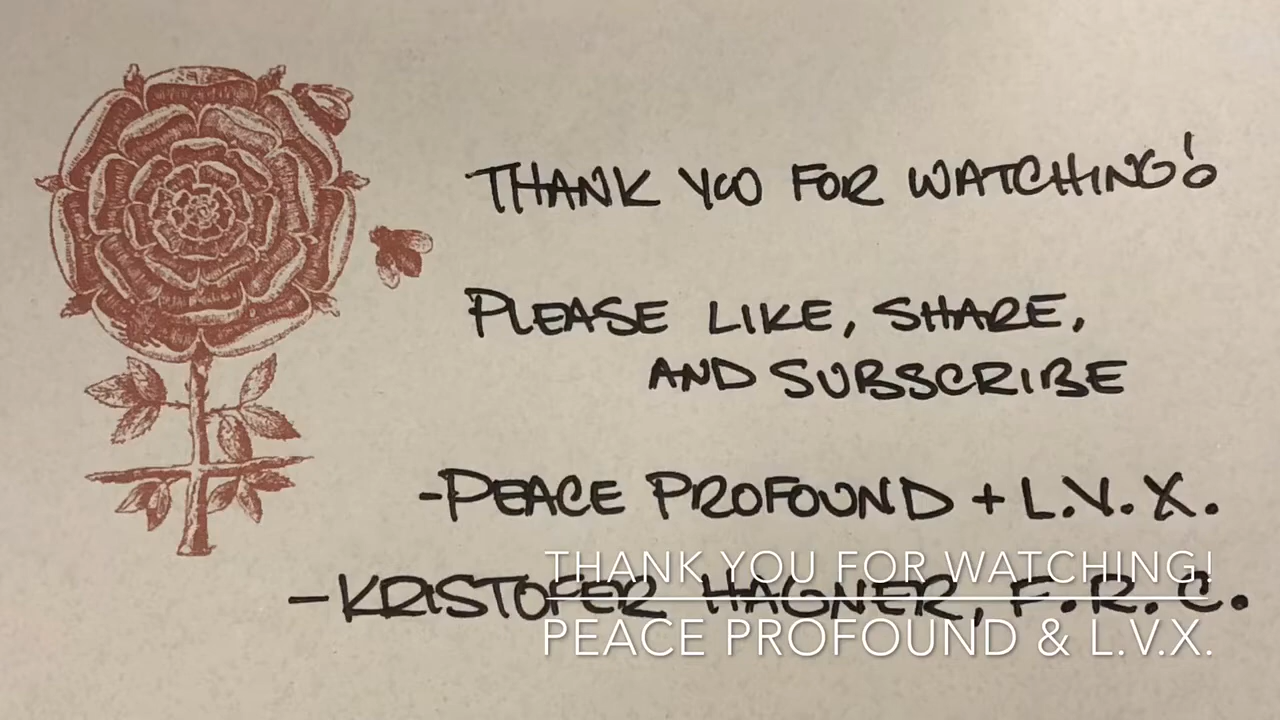 THANK YOU FOR WATCHING!
PLEASE LIKE, SHARE,
AND SUBSCRIBE
-PEACE PROFOUND + L.V.X.
-KRISTOFER HAGNER, F.R.C.
THANK YOU FOR WATCHING!
PEACE PROFOUND & L.V.X.